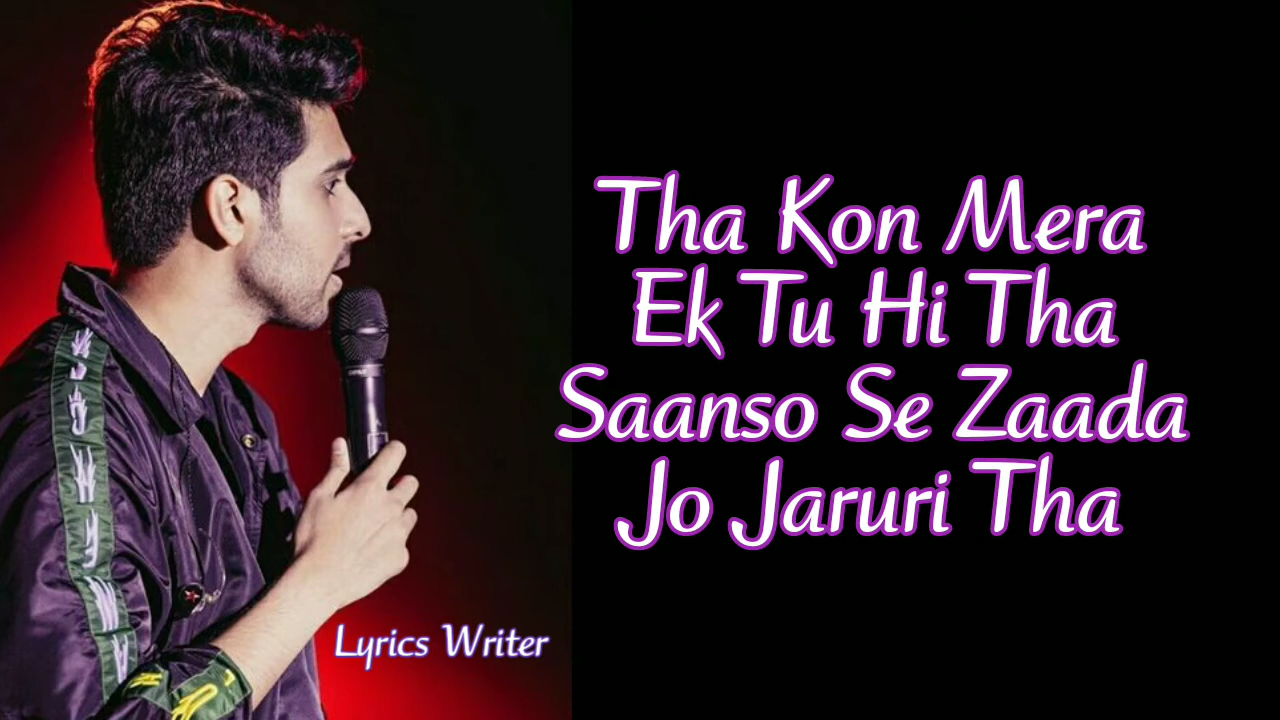 Tha Kon Mera
Ek Tu Hi Tha
Saanso Se Zaada
Jo Jaruri Tha
Lyrics Writer